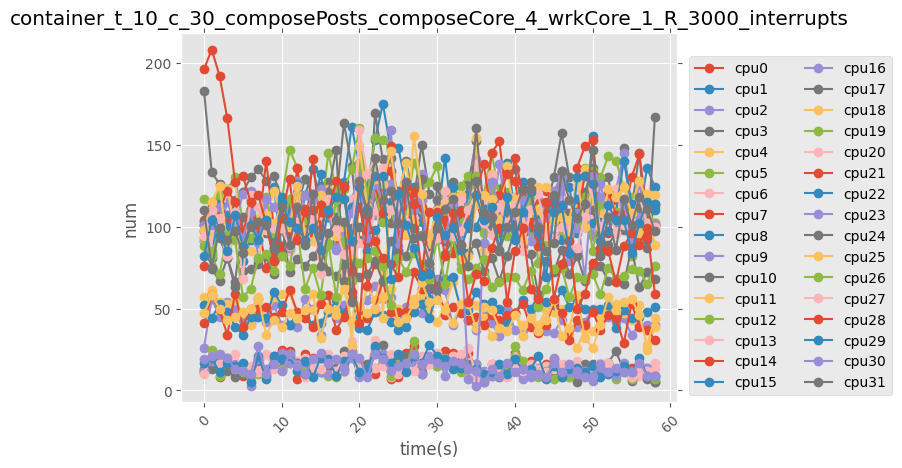 container_t_10_c_30_composePosts_composeCore_4_wrkCore_1_R_3000_interrupts
200
150
100
50
0
num
0
10
20
30
40
50
60
time(s)
cpu0
cpu1
cpu2
cpu3
cpu4
cpu5
cpu6
cpu7
cpu8
cpu9
cpu10
cpu11
cpu12
cpu13
cpu14
cpu15
cpu16
cpu17
cpu18
cpu19
cpu20
cpu21
cpu22
cpu23
cpu24
cpu25
cpu26
cpu27
cpu28
cpu29
cpu30
cpu31